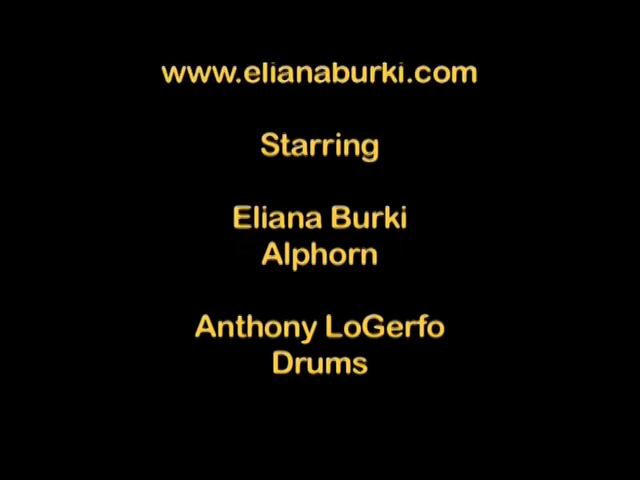 www.elianaburki.com
Starring
Eliana Burki
Alphorn
Anthony LoGerfo
Drums